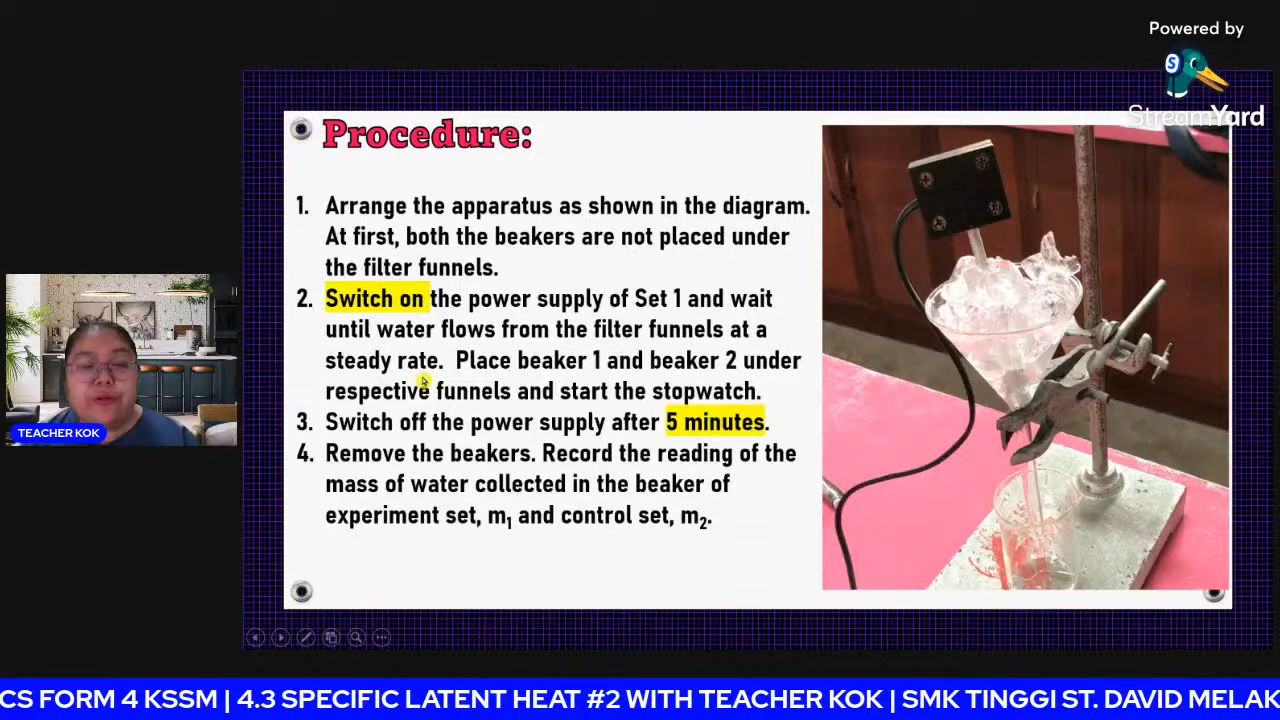 Powered by
S
StreamYard
Procedure:
1. Arrange the apparatus as shown in the diagram.
At first, both the beakers are not placed under
the filter funnels.
2. Switch on the power supply of Set 1 and wait
until water flows from the filter funnels at a
steady rate. Place beaker 1 and beaker 2 under
respective funnels and start the stopwatch.
3. Switch off the power supply after 5 minutes.
4. Remove the beakers. Record the reading of the
mass of water collected in the beaker of
experiment set, m₁ and control set, m₂.
TEACHER KOK
CS FORM 4 KSSM | 4.3 SPECIFIC LATENT HEAT #2 WITH TEACHER KOK | SMK TINGGI ST. DAVID MELAK